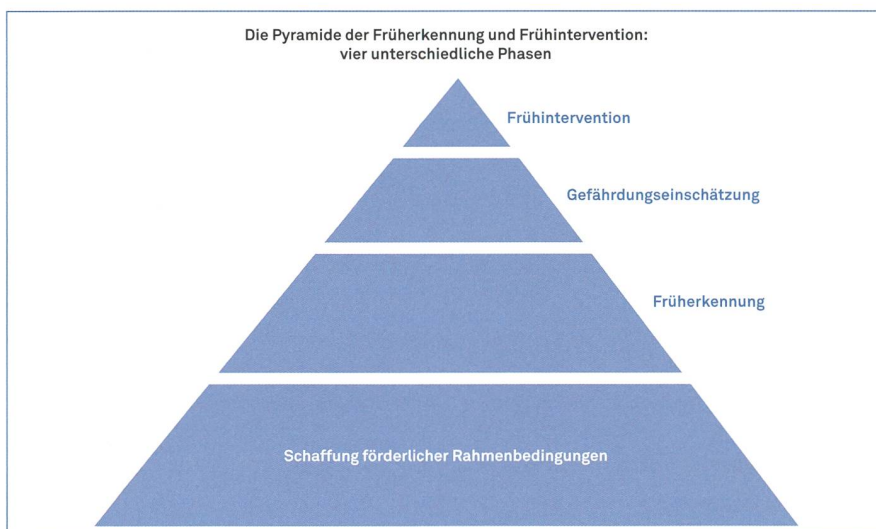 Die Pyramide der Früherkennung und Frühintervention:
vier unterschiedliche Phasen
Frühintervention
Gefährdungseinschätzung
Früherkennung
Schaffung förderlicher Rahmenbedingungen